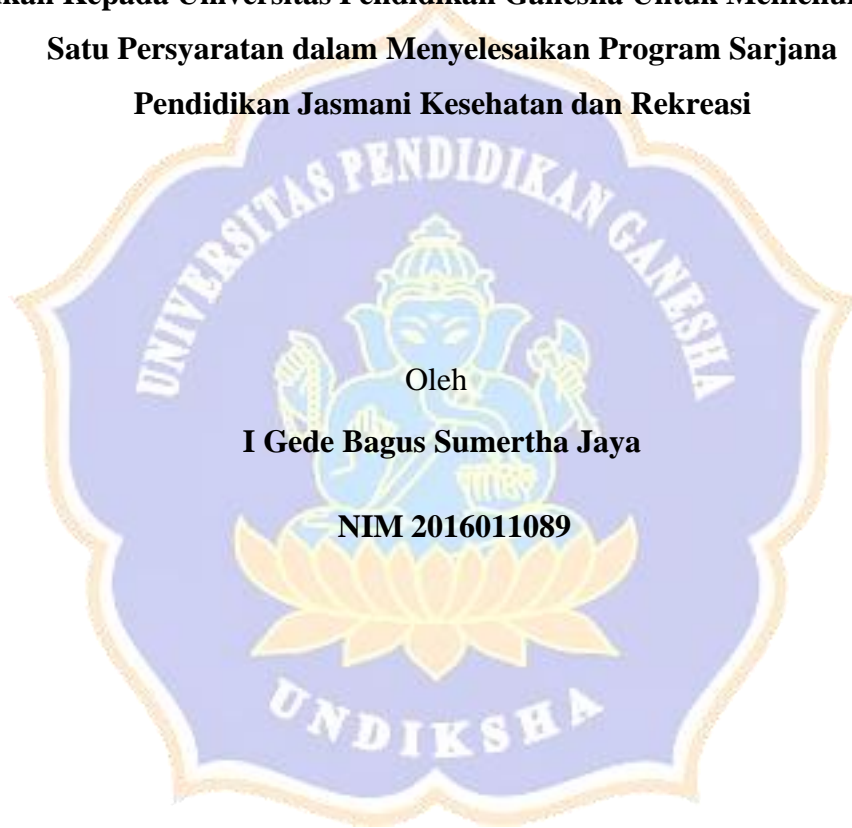 Kepada Universitas Pendidikan Ganesha Untuk
Satu Persyaratan dalam Menyelesaikan Program Sarjana
Pendidikan Jasmani Kesehatan dan Rekreasi
UNIVERSITAS PENDIDIKAN GANESHA
Oleh
I Gede Bagus Sumertha Jaya
NIM 2016011089
UNDIKSHA